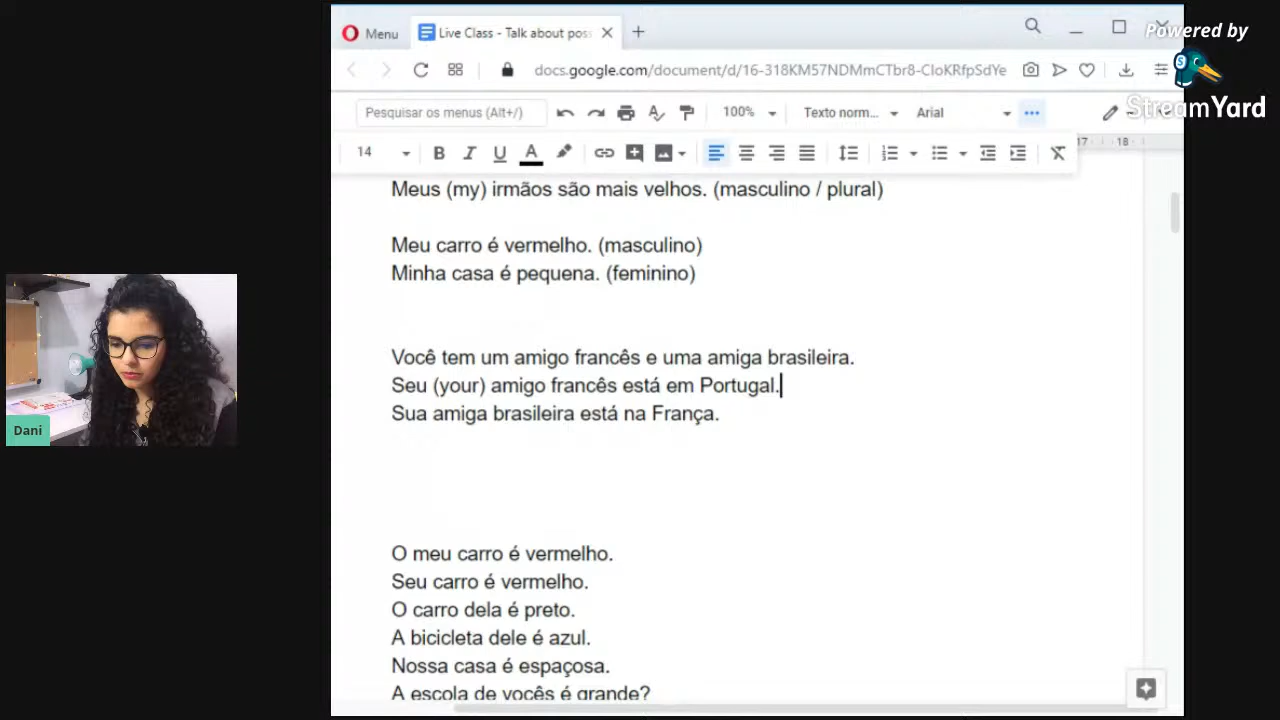 Menu
Live Class - Talk about poss
docs.google.com/document/d/16-318KM57NDMmCTbr8-CIoKRfpSdYe
Powered by
StreamYard
Pesquisar os menus (Alt+/)
100%
Texto norm...
Arial
14
17
18
Meus (my) irmãos são mais velhos. (masculino / plural)
Meu carro é vermelho. (masculino)
Minha casa é pequena. (feminino)
Você tem um amigo francês e uma amiga brasileira.
Seu (your) amigo francês está em Portugal.
Sua amiga brasileira está na França.
Dani
O meu carro é vermelho.
Seu carro é vermelho.
O carro dela é preto.
A bicicleta dele é azul.
Nossa casa é espaçosa.
A escola de vocês é grande?